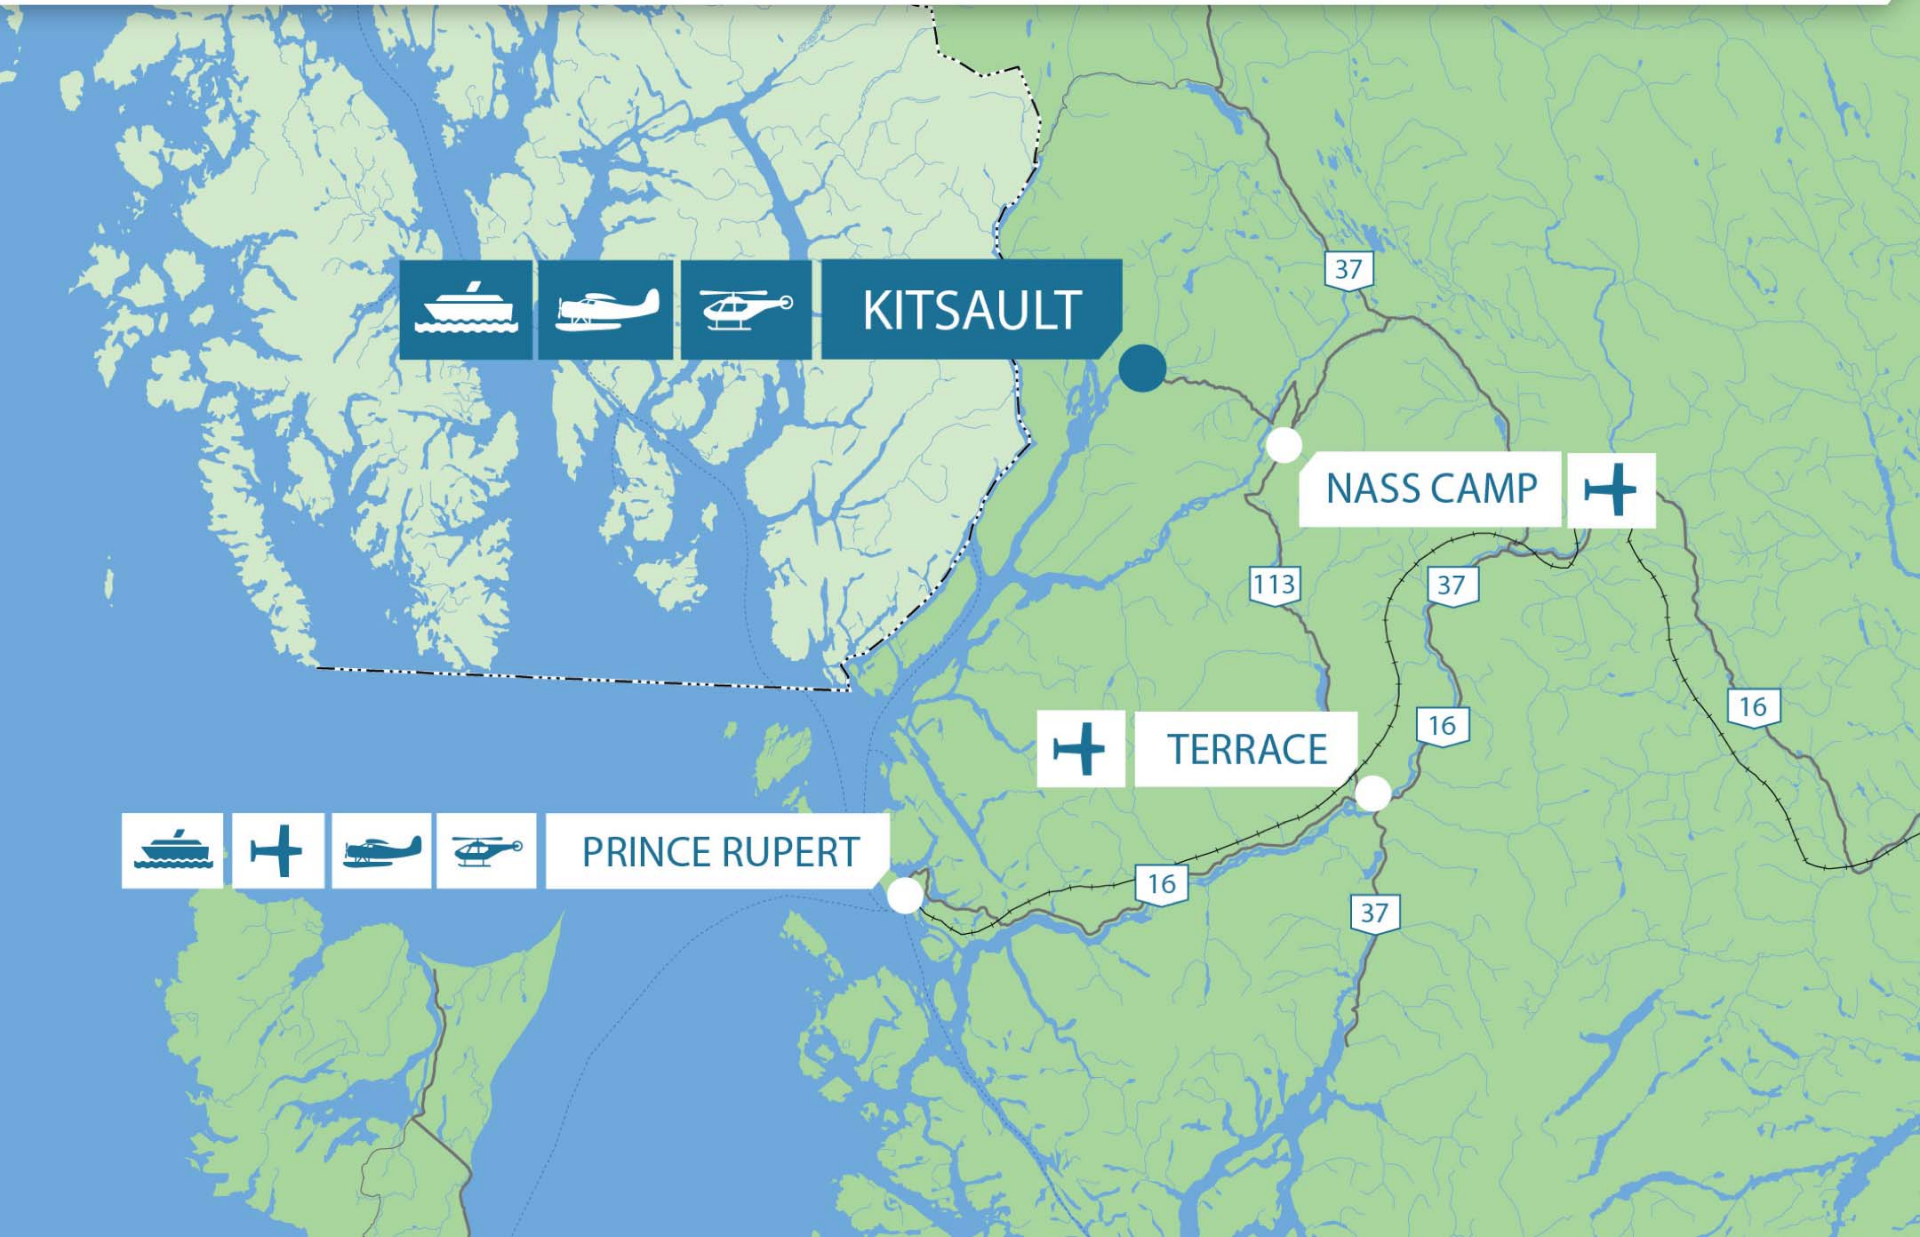 37
KITSAULT
NASS CAMP
113
37
16
16
TERRACE
PRINCE RUPERT
16
37